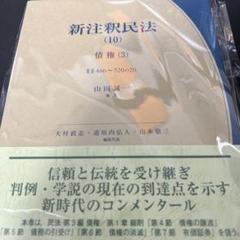 新注釈民法
(10)
債権(3)
§§466～520の20
山田誠一
編
大村敦志・道垣内弘人・山本敬三
編集代表
信頼と伝統を受け継ぎ
判例・学説の現在の到達点を示す
新時代のコンメンタール
本巻は，民法 第3編 債権／第1章 総則／「第4節 債権の譲渡」
「第5節 債務の引受け」「第6節 債権の消滅」「第7節 有価証券」を扱う